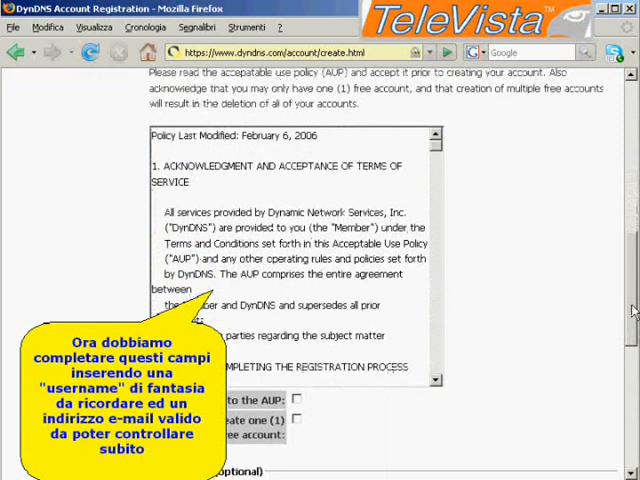 DynDNS Account Registration - Mozilla Firefox
TeleVista™
File Modifica Visualizza Cronologia Segnalibri Strumenti ?
https://www.dyndns.com/account/create.html
Google
Please read the acceptable use policy (AUP) and accept it prior to creating your account. Also
acknowledge that you may only have one (1) free account, and that creation of multiple free accounts
will result in the deletion of all of your accounts.
Policy Last Modified: February 6, 2006
1. ACKNOWLEDGMENT AND ACCEPTANCE OF TERMS OF
SERVICE
All services provided by Dynamic Network Services, Inc.
("DynDNS") are provided to you (the "Member") under the
Terms and Conditions set forth in this Acceptable Use Policy
("AUP") and any other operating rules and policies set forth
by DynDNS. The AUP comprises the entire agreement
between
the and DynDNS and supersedes all prior
parties regarding the subject matter
THE REGISTRATION PROCESS
Ora dobbiamo
completare questi campi
inserendo una
"username" di fantasia
da ricordare ed un
indirizzo e-mail valido
da poter controllare
subito
to the AUP:
one (1)
free account:
(optional)